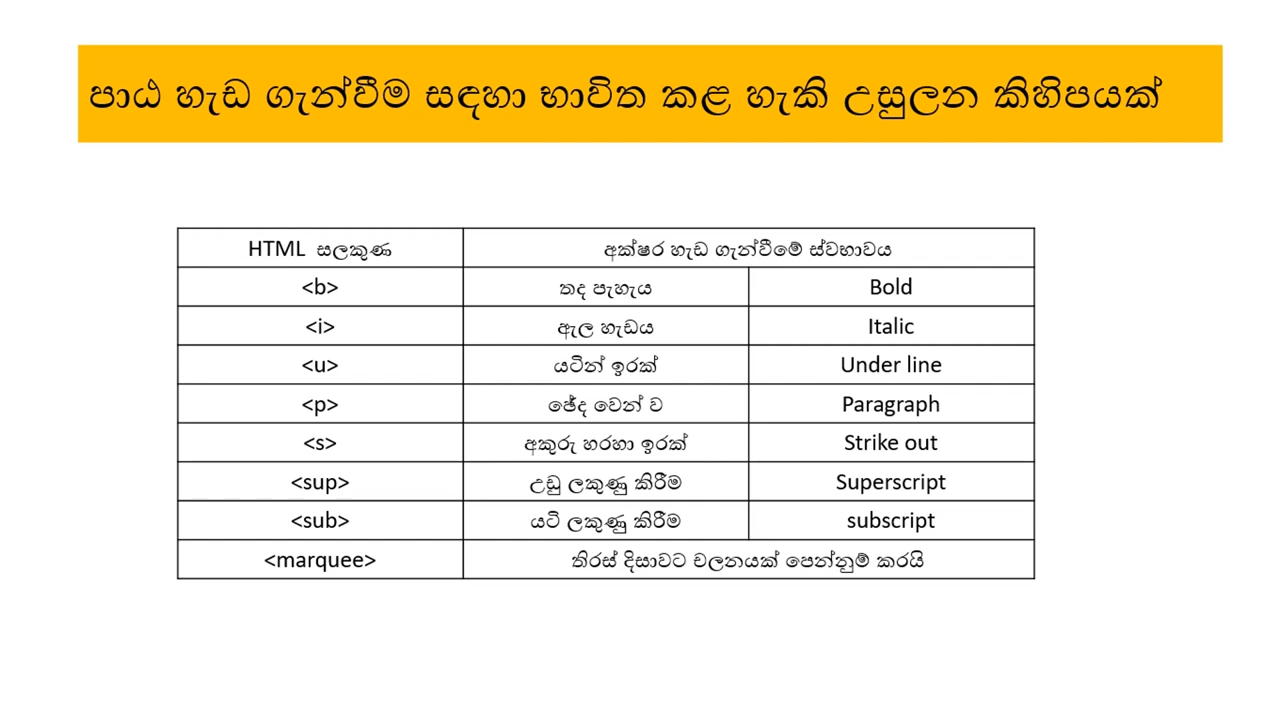 පාඨ හැඩ ගැන්වීම සඳහා භාවිත කළ හැකි උසුලන කිහිපයක්
HTML සලකුණ අක්ෂර හැඩ ගැන්වීමේ ස්වභාවය
<b> තද පැහැය Bold
<i> ඇල හැඩය Italic
<u> යටින් ඉරක් Under line
<p> ඡේද වෙන් ව Paragraph
<s> අකුරු හරහා ඉරක් Strike out
<sup> උඩු ලකුණු කිරීම Superscript
<sub> යටි ලකුණු කිරීම subscript
<marquee> තිරස් දිසාවට චලනයක් පෙන්නුම් කරයි